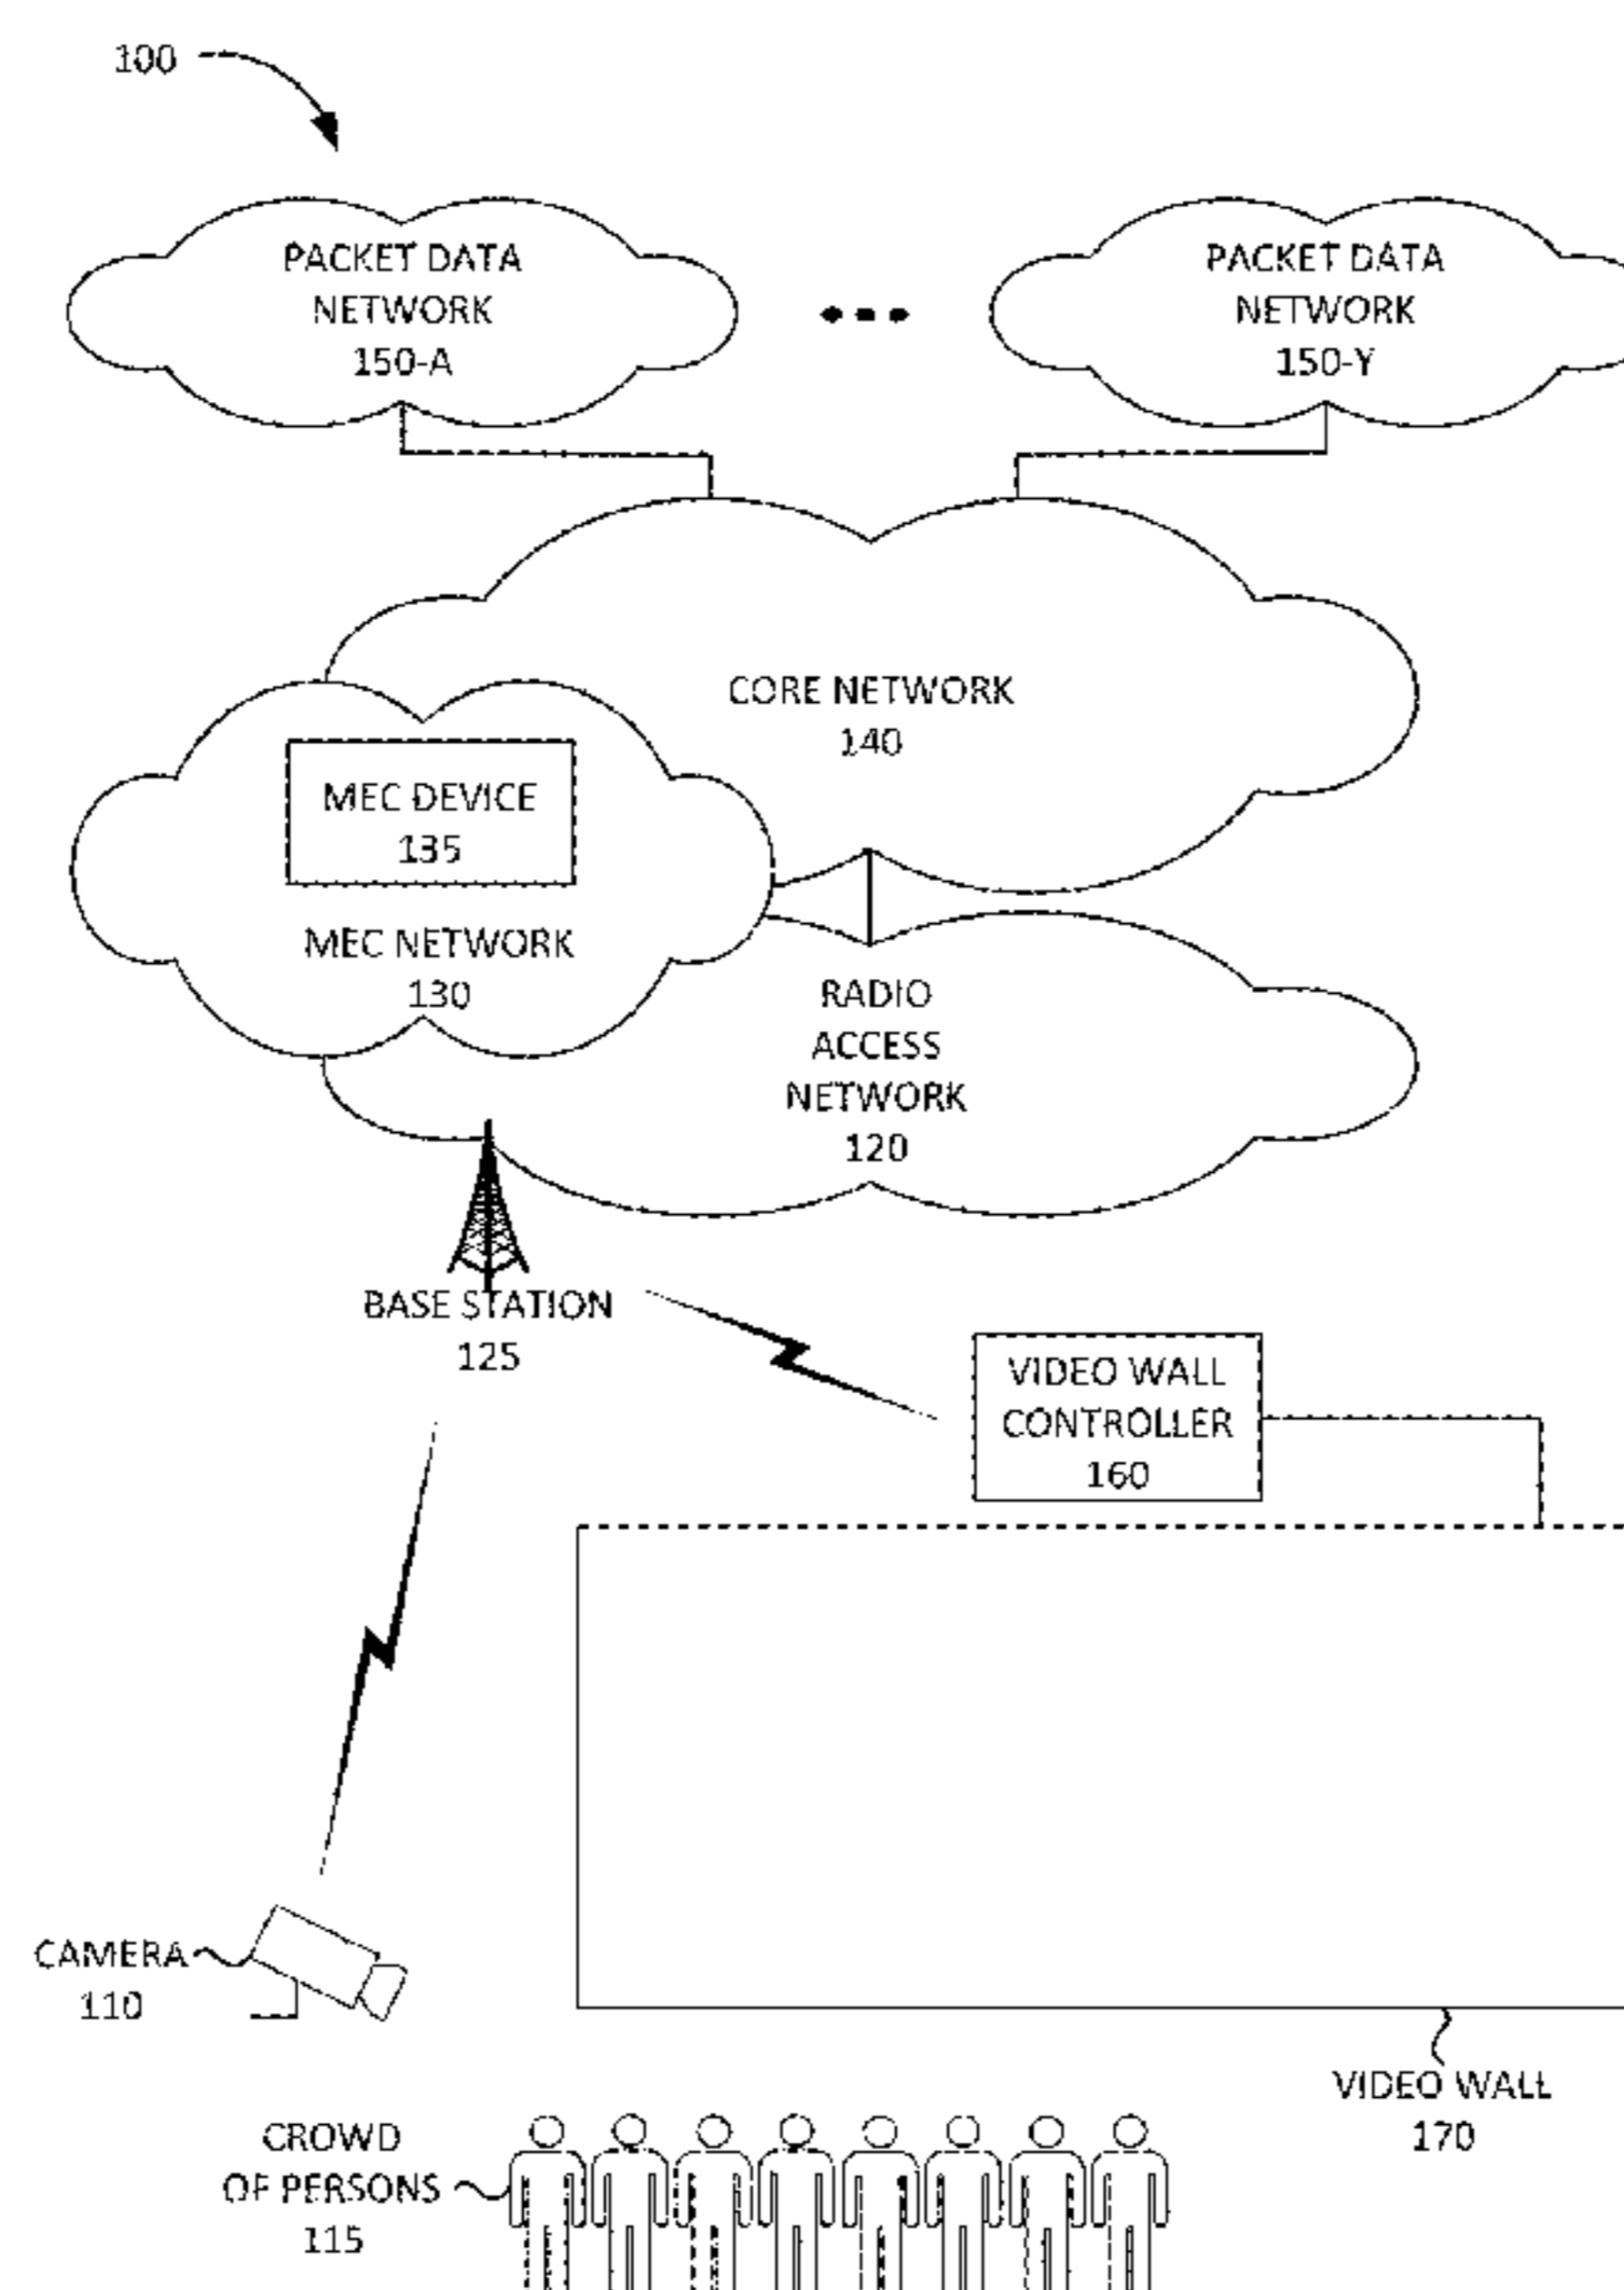 100
PACKET DATA
NETWORK
150-A
PACKET DATA
NETWORK
150-Y
CORE NETWORK
140
MEC DEVICE
135
MEC NETWORK
130
RADIO
ACCESS
NETWORK
120
BASE STATION
125
VIDEO WALL
CONTROLLER
160
CAMERA
110
VIDEO WALL
170
CROWD
OF PERSONS
115